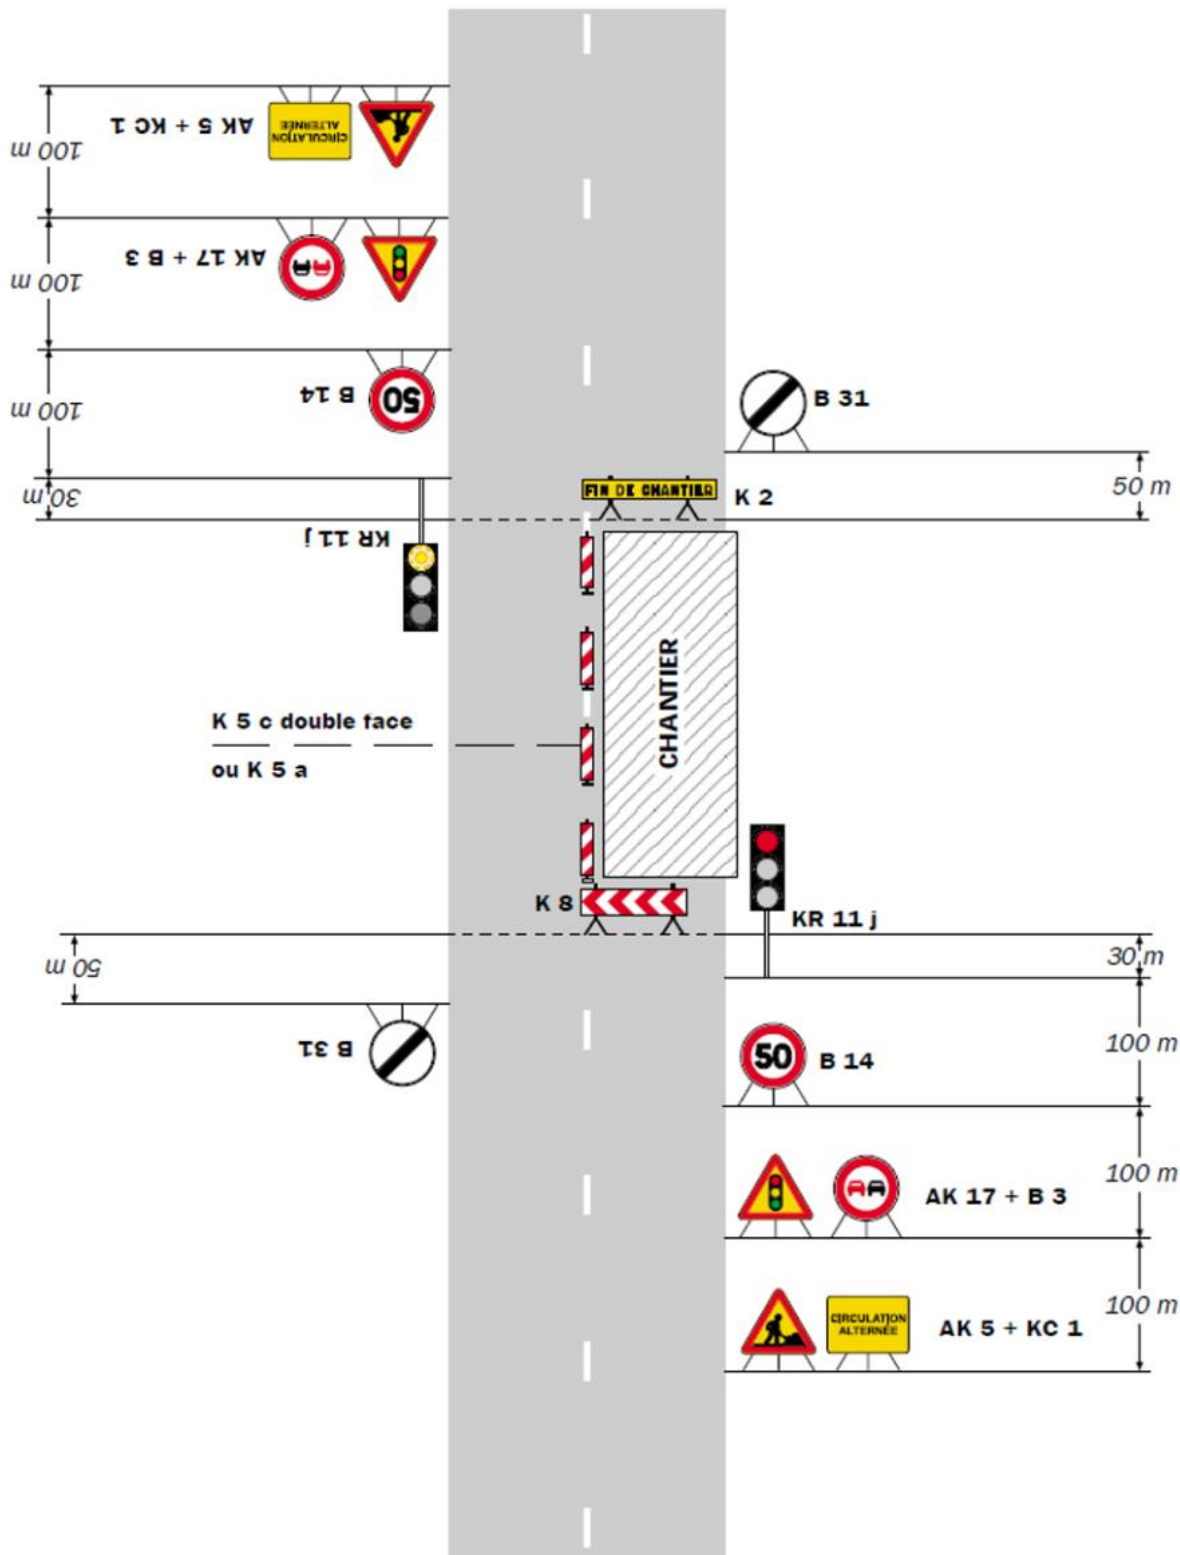 AK 5 + KC 1
CIRCULATION
ALTERNÉE
100 m
AK 17 + B 3
100 m
B 14
50
100 m
B 31
50 m
30 m
FIN DE CHANTIER
K 2
KR 11 j
CHANTIER
K 5 c double face
ou K 5 a
K 8
KR 11 j
50 m
30 m
B 31
50
B 14
100 m
AK 17 + B 3
100 m
CIRCULATION
ALTERNÉE
AK 5 + KC 1
100 m